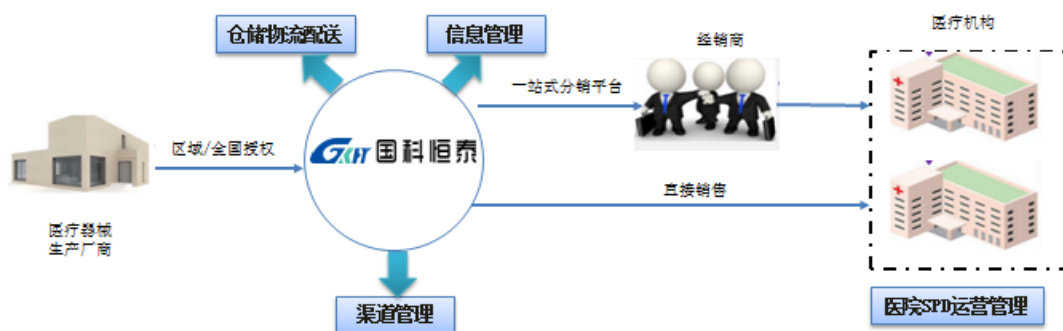 仓储物流配送
信息管理
经销商
医疗机构
一站式分销平台
区域/全国授权
GKHT 国科恒泰
直接销售
医疗器械
生产厂商
渠道管理
医院SPD运营管理